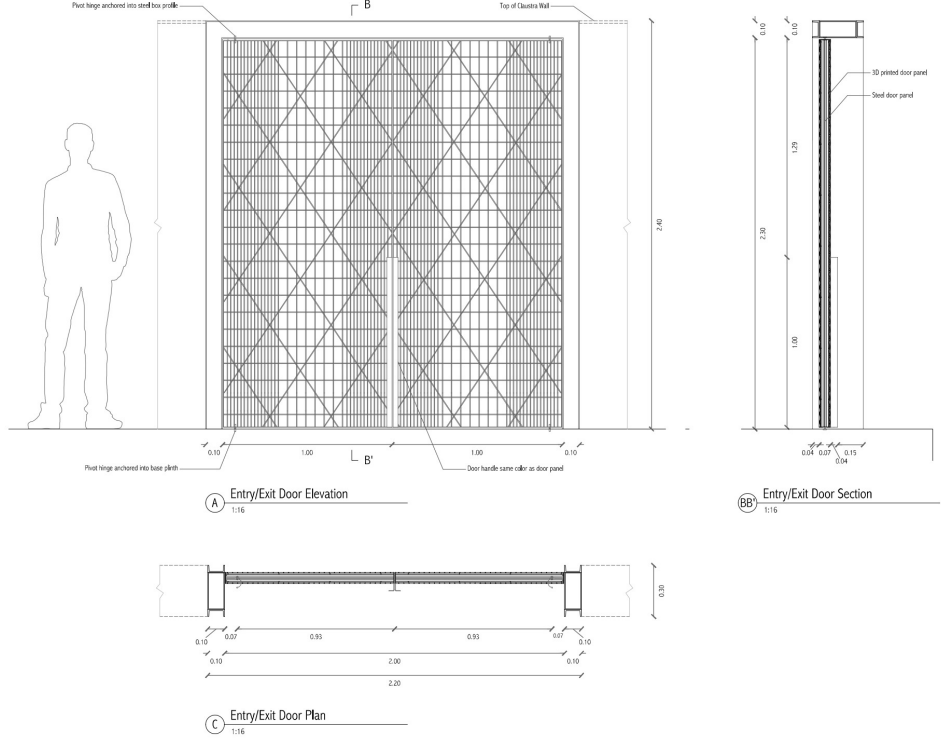 Pivot hinge anchored into steel box profile
B
Top of Claustra Wall
0.10
0.10
3D printed door panel
Steel door panel
1.29
2.40
2.30
1.00
0.10
1.00
1.00
0.10
0.04
0.07
0.15
0.04
B'
Pivot hinge anchored into base plinth
Door handle same color as door panel
A
Entry/Exit Door Elevation
1:16
BB'
Entry/Exit Door Section
1:16
0.30
0.10
0.07
0.93
0.93
0.07
0.10
0.10
2.00
0.10
2.20
C
Entry/Exit Door Plan
1:16